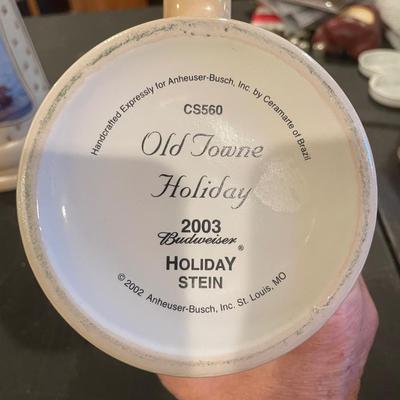 Handcrafted Expressly for Anheuser-Busch, Inc. by Ceramarte of Brazil
CS560
Old Towne
Holiday
2003
Budweiser®
HOLIDAY
STEIN
© 2002 Anheuser-Busch, Inc. St. Louis, MO